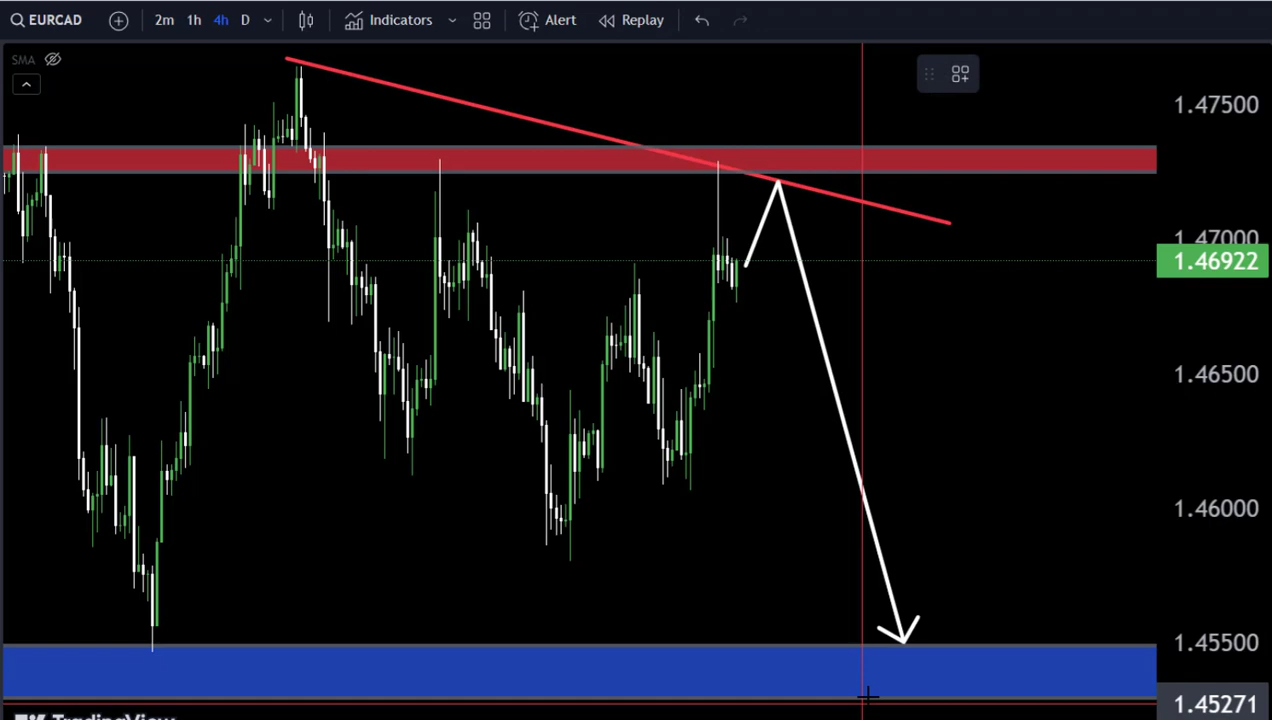 EURCAD 2m 1h 4h D Indicators Alert Replay
SMA
1.47500
1.47000
1.46922
1.46500
1.46000
1.45500
1.45271
TradingView